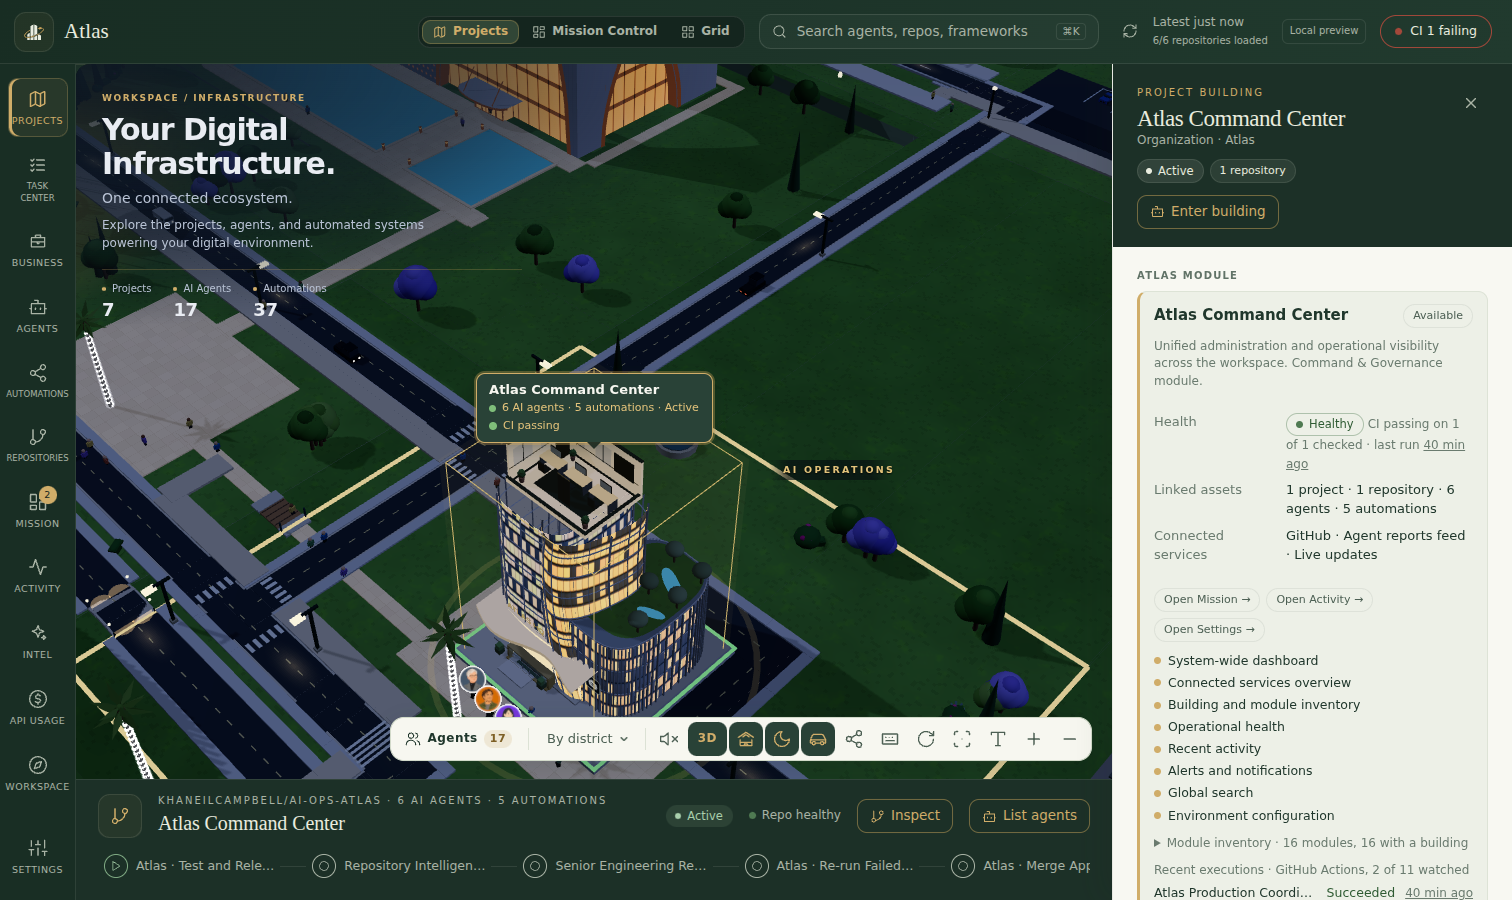 Atlas
Projects
Mission Control
Grid
Search agents, repos, frameworks
⌘K
Latest just now
6/6 repositories loaded
Local preview
CI 1 failing
PROJECTS
TASK CENTER
BUSINESS
AGENTS
AUTOMATIONS
REPOSITORIES
2
MISSION
ACTIVITY
INTEL
API USAGE
WORKSPACE
SETTINGS
WORKSPACE / INFRASTRUCTURE
Your Digital
Infrastructure.
One connected ecosystem.
Explore the projects, agents, and automated systems
powering your digital environment.
Projects
7
AI Agents
17
Automations
37
Atlas Command Center
6 AI agents · 5 automations · Active
CI passing
AI OPERATIONS
Agents 17
By district
3D
KHANEILCAMPBELL/AI-OPS-ATLAS · 6 AI AGENTS · 5 AUTOMATIONS
Atlas Command Center
Active
Repo healthy
Inspect
List agents
Atlas · Test and Rele…
Repository Intelligen…
Senior Engineering Re…
Atlas · Re-run Failed…
Atlas · Merge App
PROJECT BUILDING
Atlas Command Center
Organization · Atlas
Active
1 repository
Enter building
ATLAS MODULE
Atlas Command Center
Available
Unified administration and operational visibility
across the workspace. Command & Governance
module.
Health
Healthy CI passing on 1
of 1 checked · last run 40 min
ago
Linked assets
1 project · 1 repository · 6
agents · 5 automations
Connected
services
GitHub · Agent reports feed
· Live updates
Open Mission →
Open Activity →
Open Settings →
System-wide dashboard
Connected services overview
Building and module inventory
Operational health
Recent activity
Alerts and notifications
Global search
Environment configuration
Module inventory · 16 modules, 16 with a building
Recent executions · GitHub Actions, 2 of 11 watched
Atlas Production Coordi… Succeeded 40 min ago